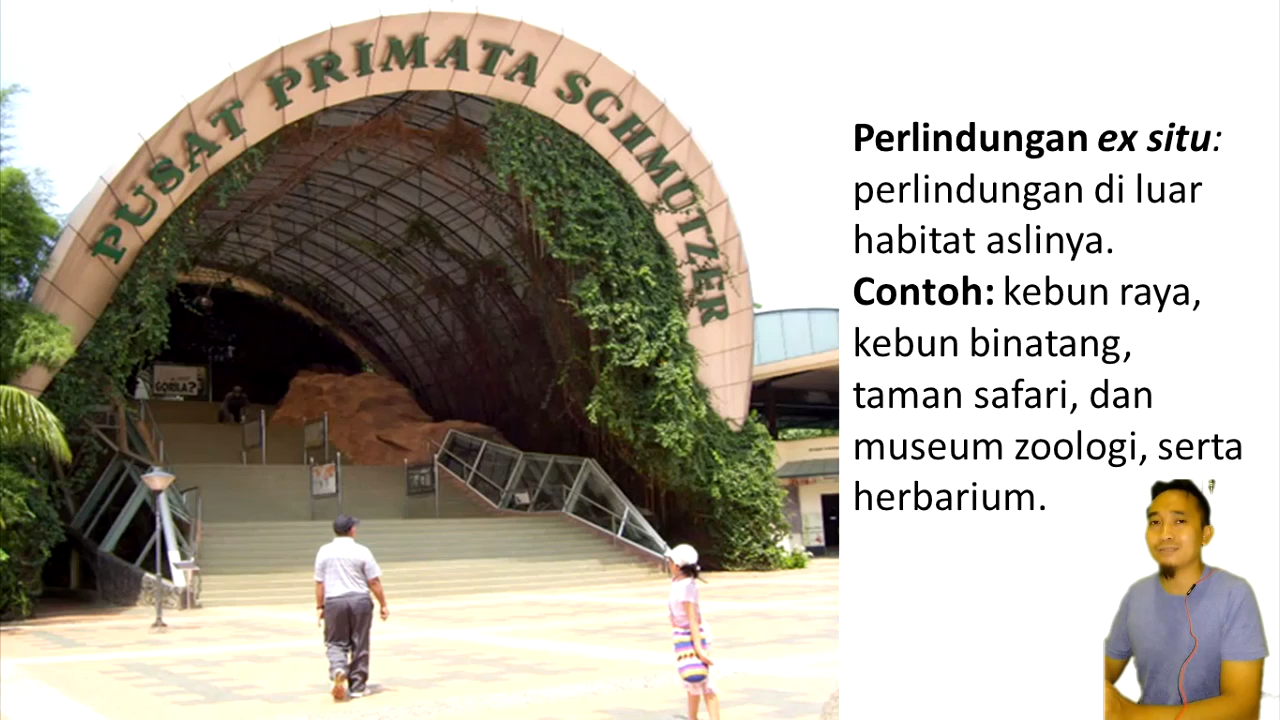 PUSAT PRIMATA SCHMUTZER
GORILA?
Perlindungan ex situ:
perlindungan di luar
habitat aslinya.
Contoh: kebun raya,
kebun binatang,
taman safari, dan
museum zoologi, serta
herbarium.